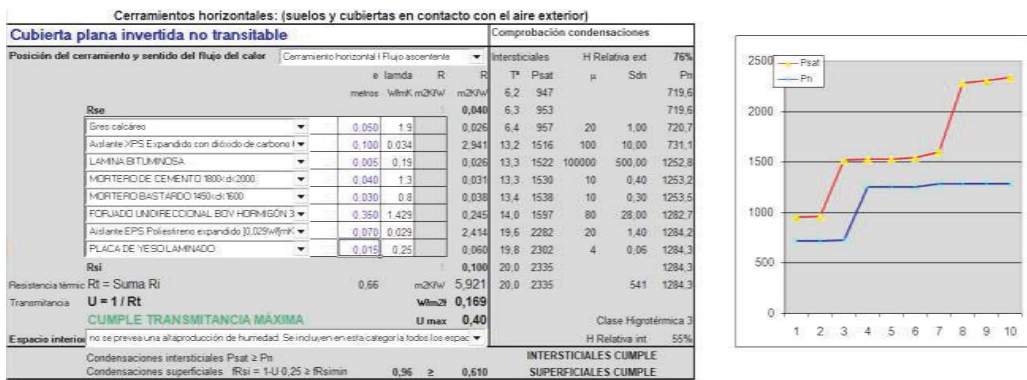 Cerramientos horizontales: (suelos y cubiertas en contacto con el aire exterior)
Cubierta plana invertida no transitable Comprobación condensaciones
Posición del cerramiento y sentido del flujo del calor Cerramiento horizontal I Flujo ascentente Intersticiales H Relativa ext 76%
e lamda R R Tª Psat µ Sdn Pn
metros W/mK m2K/W m2K/W 6,2 947 719,6
Rse 0,040 6,3 953 719,6
Gres calcáreo 0.050 1.9 0,026 6,4 957 20 1,00 720,7
Aislante XPS Expandido con dióxido de carbono 0.100 0.034 2,941 13,2 1516 100 10,00 731,1
LAMINA BITUMINOSA 0.005 0.19 0,026 13,3 1522 100000 500,00 1252,8
MORTERO DE CEMENTO 1800<d<2000 0.040 1.3 0,031 13,3 1530 10 0,40 1253,2
MORTERO BASTARDO 1450<d<1600 0.030 0.8 0,038 13,4 1538 10 0,30 1253,5
FORJADO UNIDIRECCIONAL BOV HORMIGÓN 3 0.350 1.429 0,245 14,0 1597 80 28,00 1282,7
Aislante EPS Poliestireno expandido [0.029W/[mK 0.070 0.029 2,414 19,6 2282 20 1,40 1284,2
PLACA DE YESO LAMINADO 0.015 0.25 0,060 19,8 2302 4 0,06 1284,3
Rsi 0,100 20,0 2335 1284,3
Resistencia térmic Rt = Suma Ri 0,66 m2K/W 5,921 20,0 2335 541 1284,3
Transmitancia U = 1 / Rt W/m2K 0,169
CUMPLE TRANSMITANCIA MÁXIMA U max 0,40 Clase Higrotérmica 3
Espacio interior no se prevea una alta producción de humedad. Se incluyen en esta categoría todos los espac H Relativa int 55%
Condensaciones intersticiales Psat ≥ Pn INTERSTICIALES CUMPLE
Condensaciones superficiales fRsi = 1-U·0,25 ≥ fRsimin 0,96 ≥ 0,610 SUPERFICIALES CUMPLE
2500
Psat
Pn
2000
1500
1000
500
0
1 2 3 4 5 6 7 8 9 10